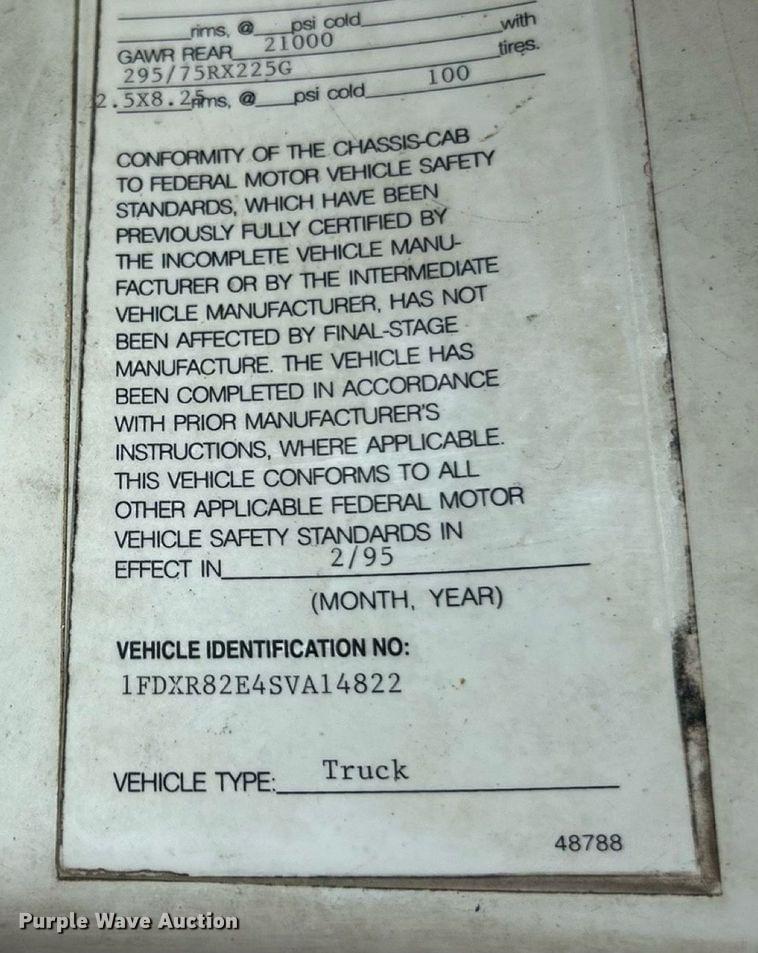 rims, @ psi cold
GAWR REAR 21000 with
295/75RX225G tires.
2.5X8.25 rims, @ psi cold 100
CONFORMITY OF THE CHASSIS-CAB
TO FEDERAL MOTOR VEHICLE SAFETY
STANDARDS, WHICH HAVE BEEN
PREVIOUSLY FULLY CERTIFIED BY
THE INCOMPLETE VEHICLE MANU-
FACTURER OR BY THE INTERMEDIATE
VEHICLE MANUFACTURER, HAS NOT
BEEN AFFECTED BY FINAL-STAGE
MANUFACTURE. THE VEHICLE HAS
BEEN COMPLETED IN ACCORDANCE
WITH PRIOR MANUFACTURER'S
INSTRUCTIONS, WHERE APPLICABLE.
THIS VEHICLE CONFORMS TO ALL
OTHER APPLICABLE FEDERAL MOTOR
VEHICLE SAFETY STANDARDS IN
EFFECT IN 2/95
(MONTH, YEAR)
VEHICLE IDENTIFICATION NO:
1FDXR82E4SVA14822
VEHICLE TYPE: Truck
48788
Purple Wave Auction